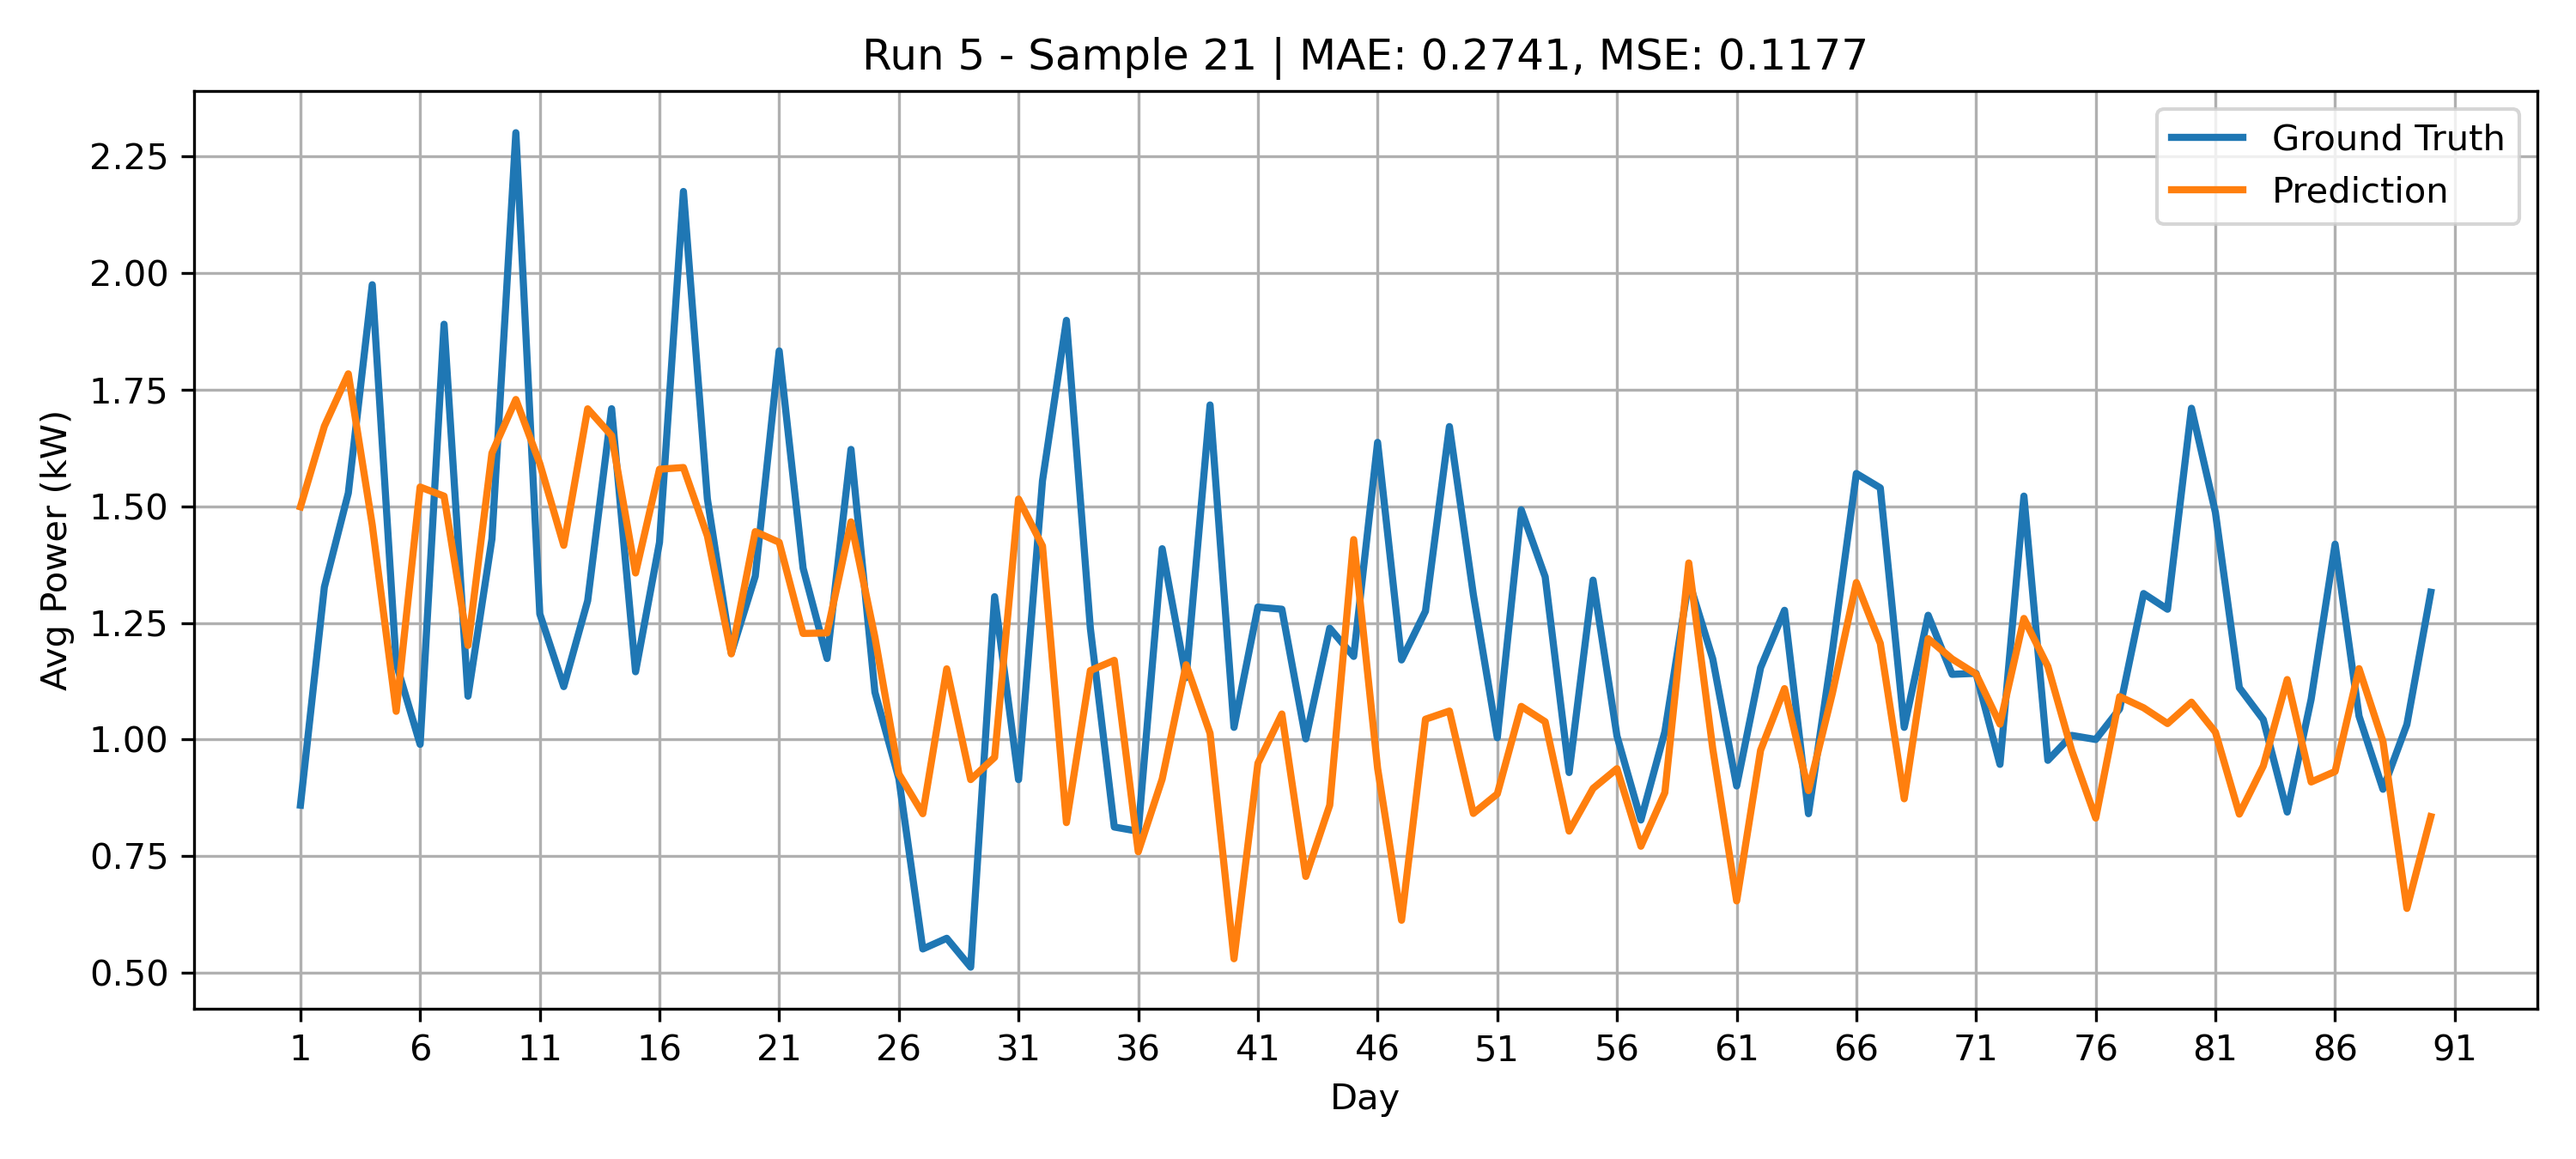 Run 5 - Sample 21 | MAE: 0.2741, MSE: 0.1177
Ground Truth
Prediction
Avg Power (kW)
2.25
2.00
1.75
1.50
1.25
1.00
0.75
0.50
1 6 11 16 21 26 31 36 41 46 51 56 61 66 71 76 81 86 91
Day